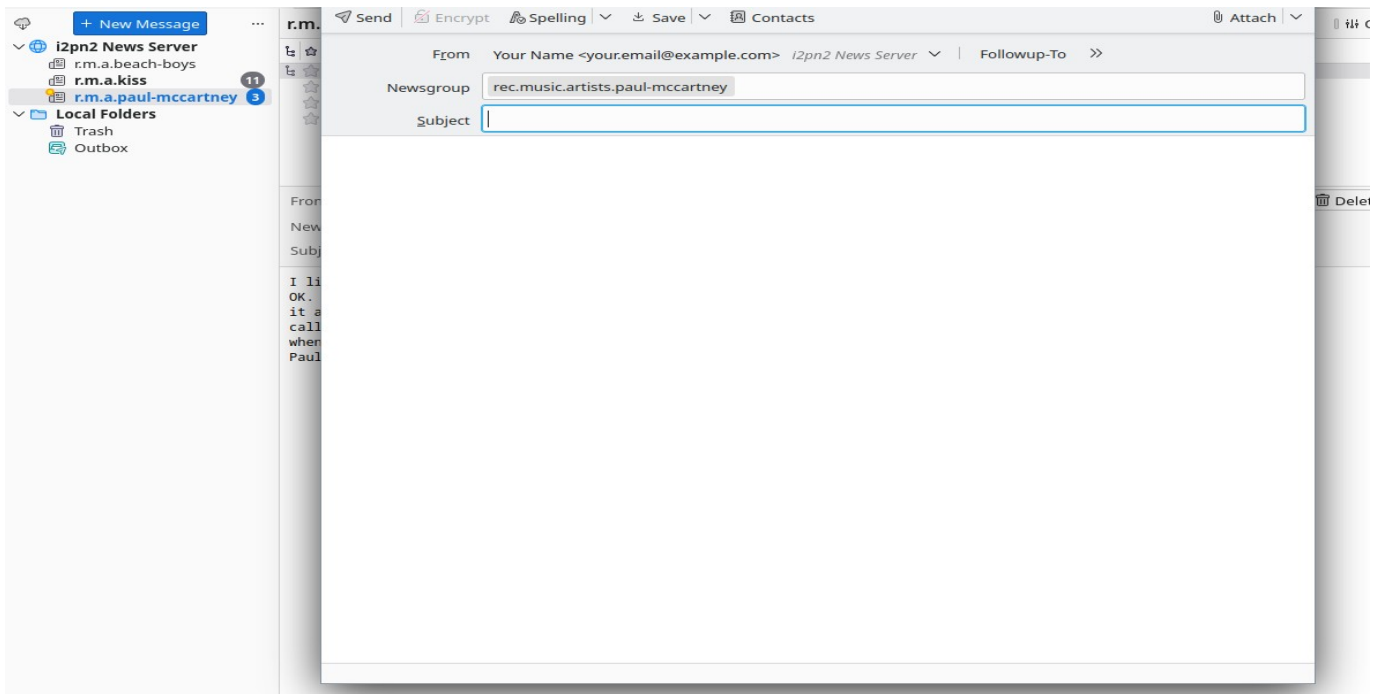 + New Message
i2pn2 News Server
r.m.a.beach-boys
r.m.a.kiss 11
r.m.a.paul-mccartney 3
Local Folders
Trash
Outbox
r.m.
Send Encrypt Spelling Save Contacts Attach
From Your Name <your.email@example.com> i2pn2 News Server Followup-To
Newsgroup rec.music.artists.paul-mccartney
Subject
From
New
Subj
Delet
I li
OK.
it a
call
when
Paul